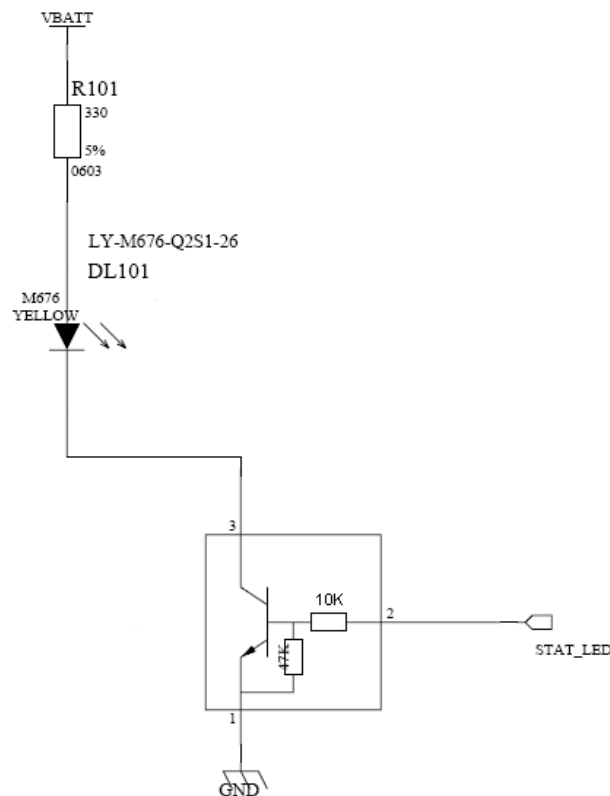 VBATT
R101
330
5%
0603
LY-M676-Q2S1-26
DL101
M676
YELLOW
3
10K
2
47K
STAT_LED
1
GND